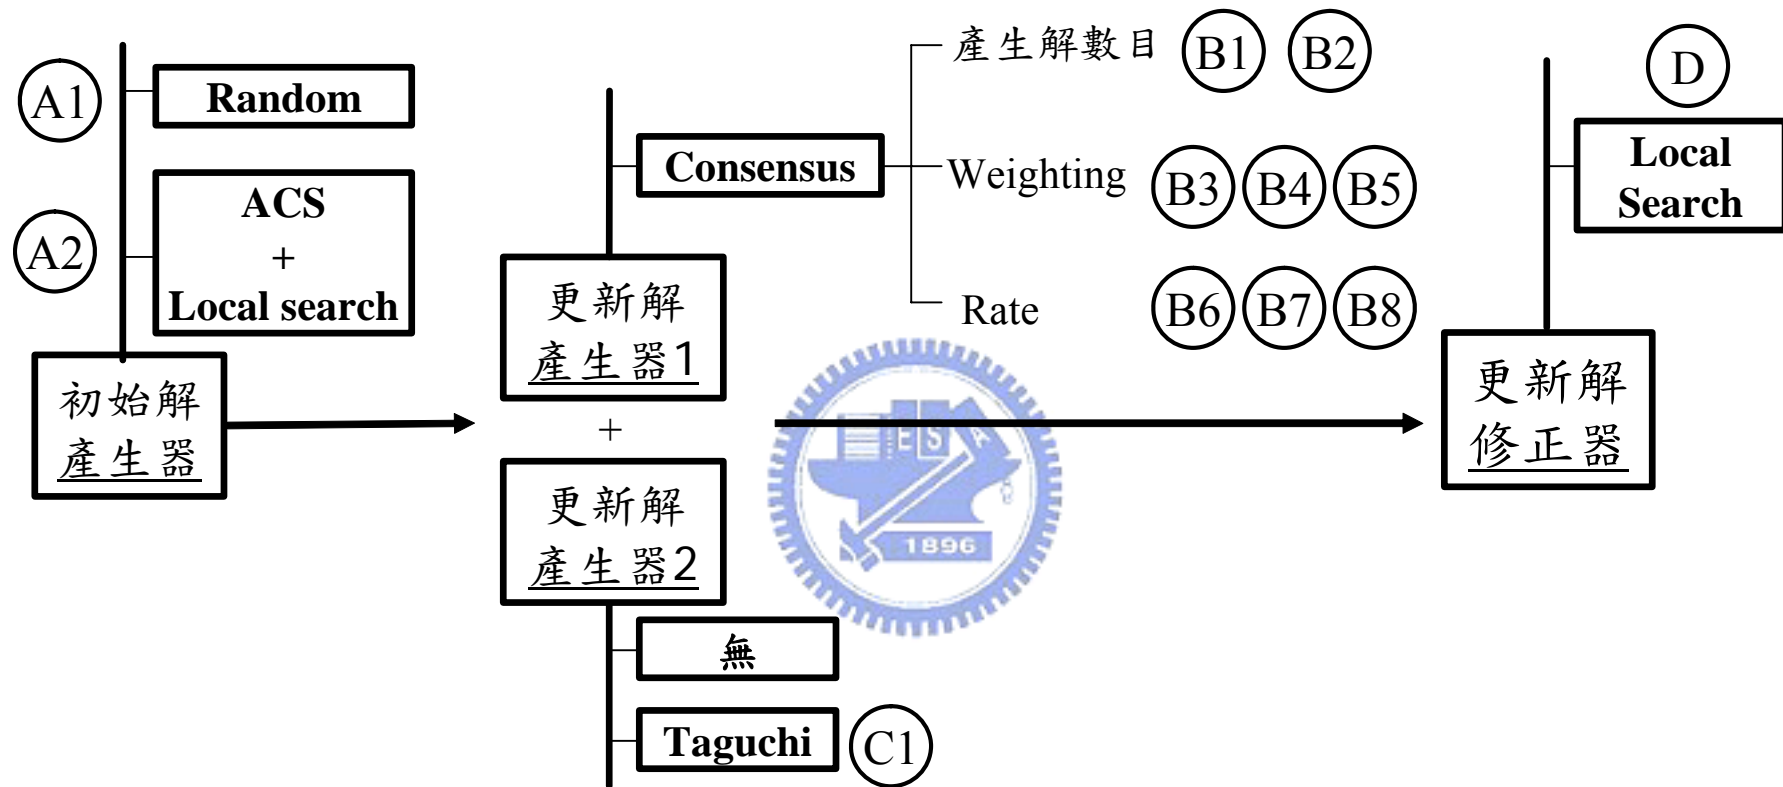 A1
Random
A2
ACS
+
Local search
初始解
產生器
Consensus
產生解數目
B1
B2
Weighting
B3
B4
B5
Rate
B6
B7
B8
更新解
產生器1
+
更新解
產生器2
無
Taguchi
C1
E S A
1896
D
Local
Search
更新解
修正器